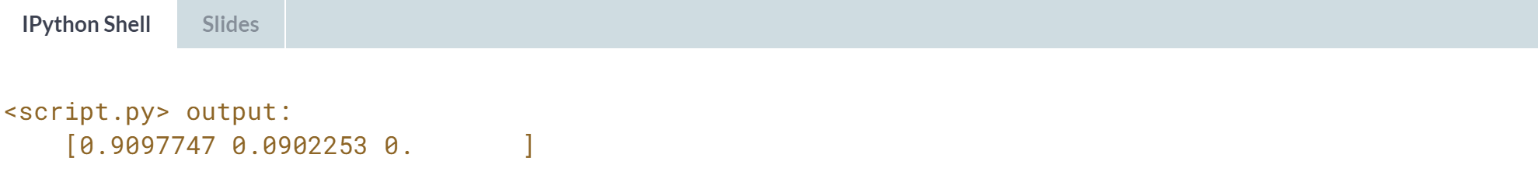 IPython Shell Slides
<script.py> output:
    [0.9097747 0.0902253 0.       ]